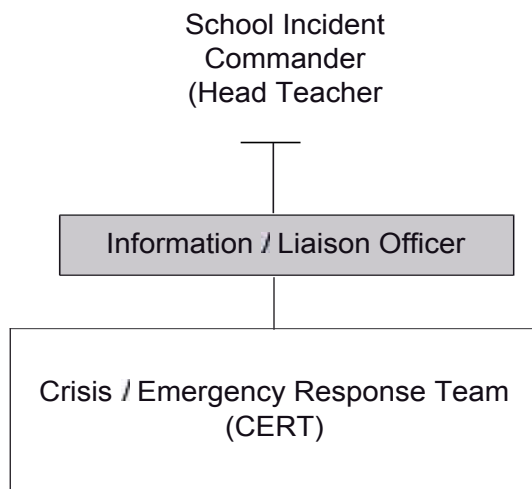 School Incident
Commander
(Head Teacher
Information / Liaison Officer
Crisis / Emergency Response Team
(CERT)